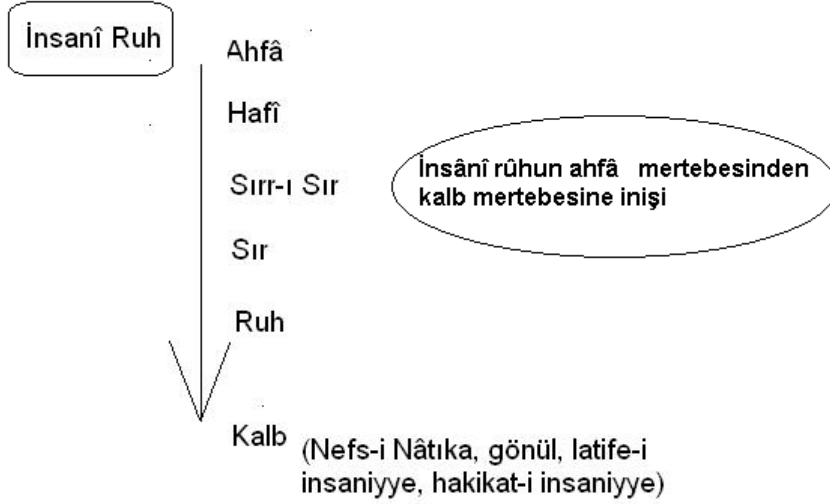 İnsanî Ruh
Ahfâ
Hafî
Sırr-ı Sır
İnsânî rûhun ahfâ mertebesinden
kalb mertebesine inişi
Sır
Ruh
Kalb
(Nefs-i Nâtıka, gönül, latife-i
insaniyye, hakikat-i insaniyye)